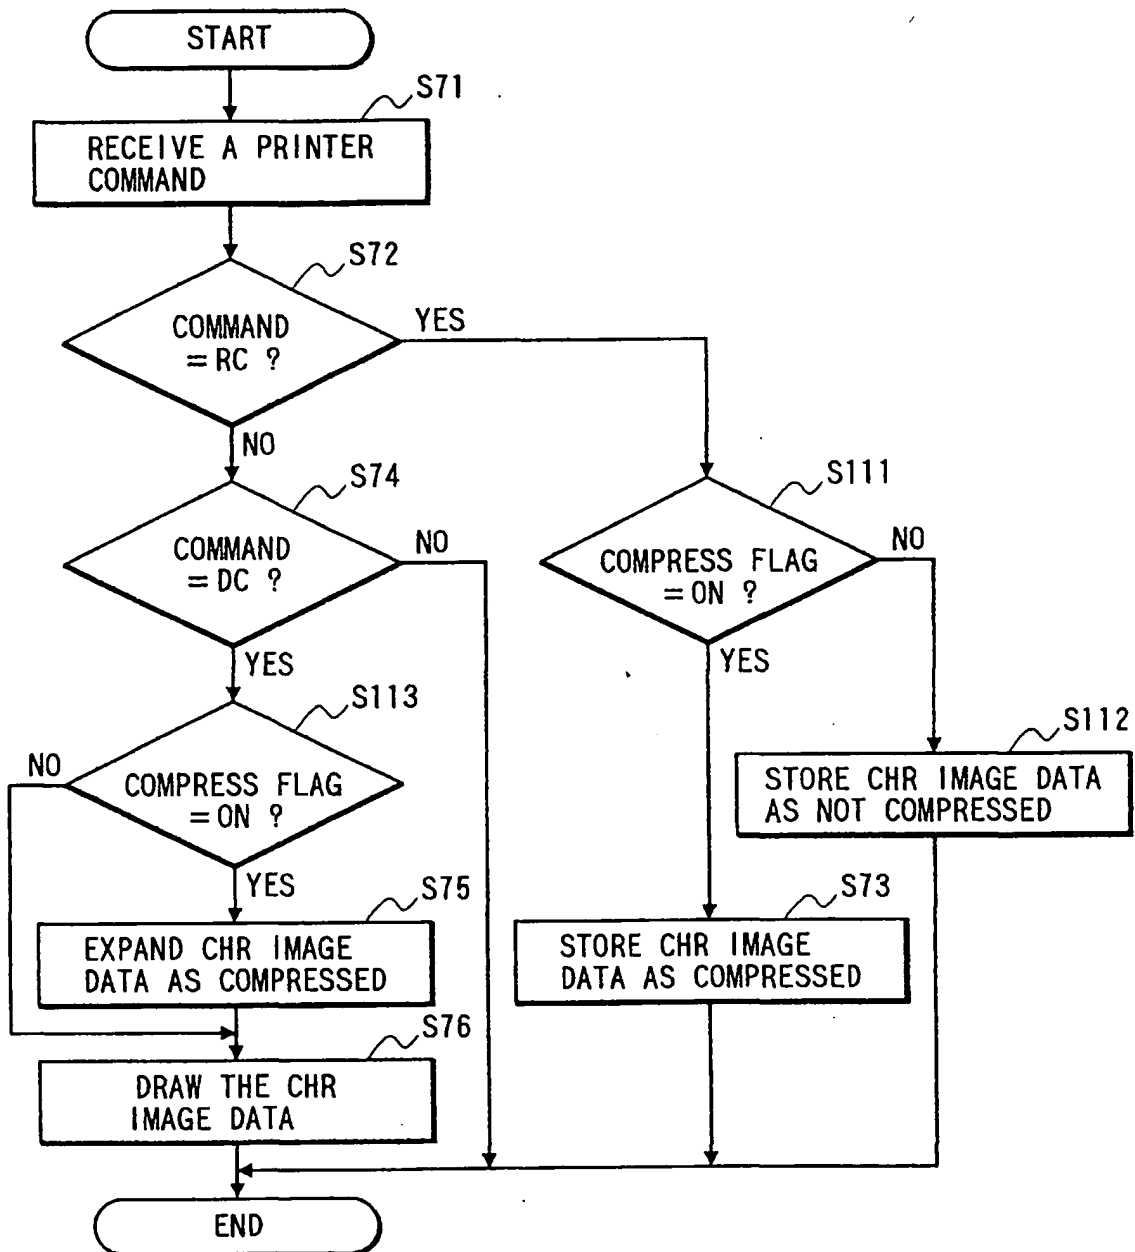 START
S71
RECEIVE A PRINTER
COMMAND
S72
COMMAND
= RC ?
YES
NO
S74
COMMAND
= DC ?
NO
YES
S111
COMPRESS FLAG
= ON ?
NO
YES
S113
NO
COMPRESS FLAG
= ON ?
YES
S112
STORE CHR IMAGE DATA
AS NOT COMPRESSED
S75
EXPAND CHR IMAGE
DATA AS COMPRESSED
S73
STORE CHR IMAGE
DATA AS COMPRESSED
S76
DRAW THE CHR
IMAGE DATA
END